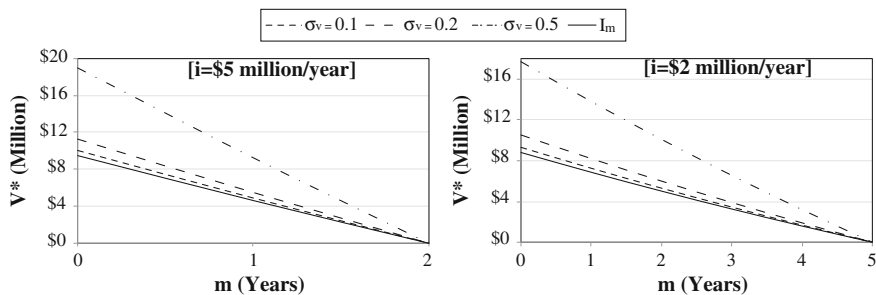 σv = 0.1 σv = 0.2 σv = 0.5 Im
[i=$5 million/year]
V* (Million)
$20
$16
$12
$8
$4
$0
0 1 2
m (Years)
[i=$2 million/year]
V* (Million)
$16
$12
$8
$4
$0
0 1 2 3 4 5
m (Years)